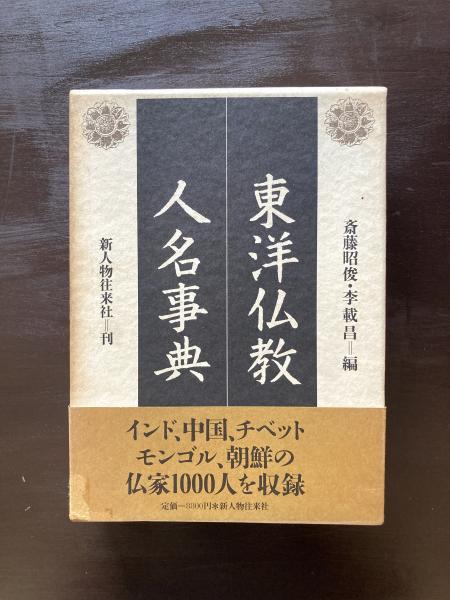 東洋仏教
人名事典
斎藤昭俊・李載昌＝編
新人物往来社＝刊
インド、中国、チベット
モンゴル、朝鮮の
仏家1000人を収録
定価—8800円＊新人物往来社